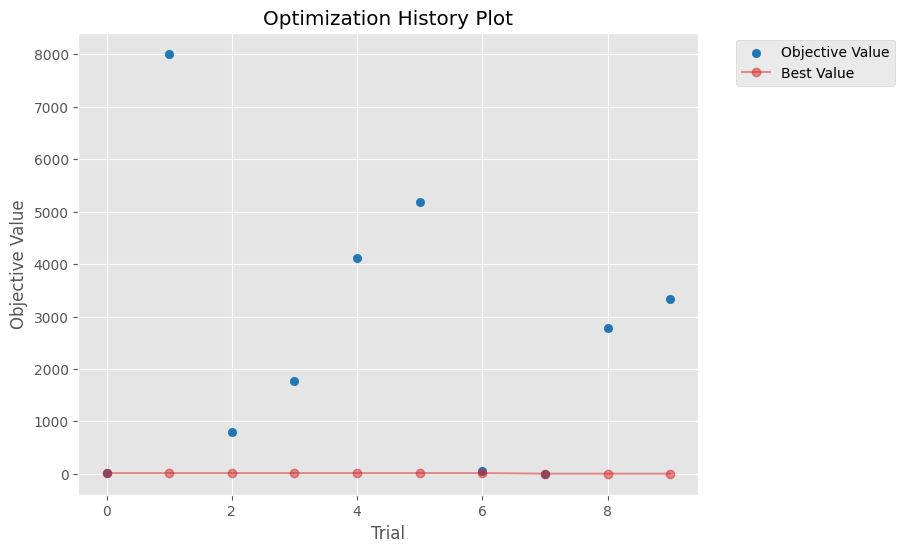 Optimization History Plot
Objective Value
Best Value
Objective Value
8000
7000
6000
5000
4000
3000
2000
1000
0
0 2 4 6 8
Trial